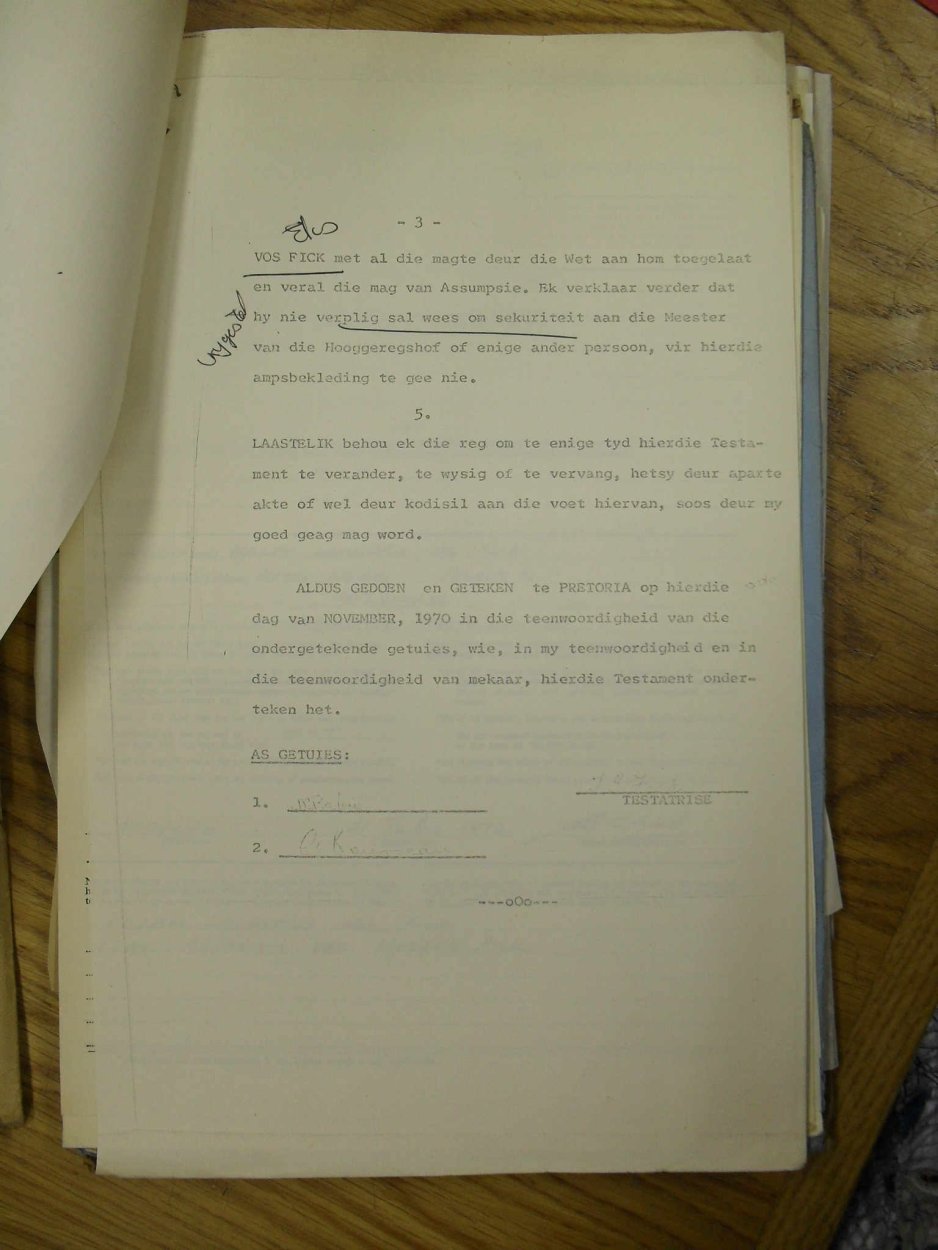 - 3 -
VOS FICK met al die magte deur die Wet aan hom toegelaat
en veral die mag van Assumpsie. Ek verklaar verder dat
hy nie verplig sal wees om sekuriteit aan die Meester
van die Hooggeregshof of enige ander persoon, vir hierdie
ampsbekleding te gee nie.
5.
LAASTELIK behou ek die reg om te enige tyd hierdie Testa-
ment te verander, te wysig of te vervang, hetsy deur aparte
akte of wel deur kodisil aan die voet hiervan, soos deur my
goed geag mag word.
ALDUS GEDOEN en GETEKEN te PRETORIA op hierdie
dag van NOVEMBER, 1970 in die teenwoordigheid van die
ondergetekende getuies, wie, in my teenwoordigheid en in
die teenwoordigheid van mekaar, hierdie Testament onder-
teken het.
AS GETUIES:
1.
TESTATRISE
2.
---oOo---